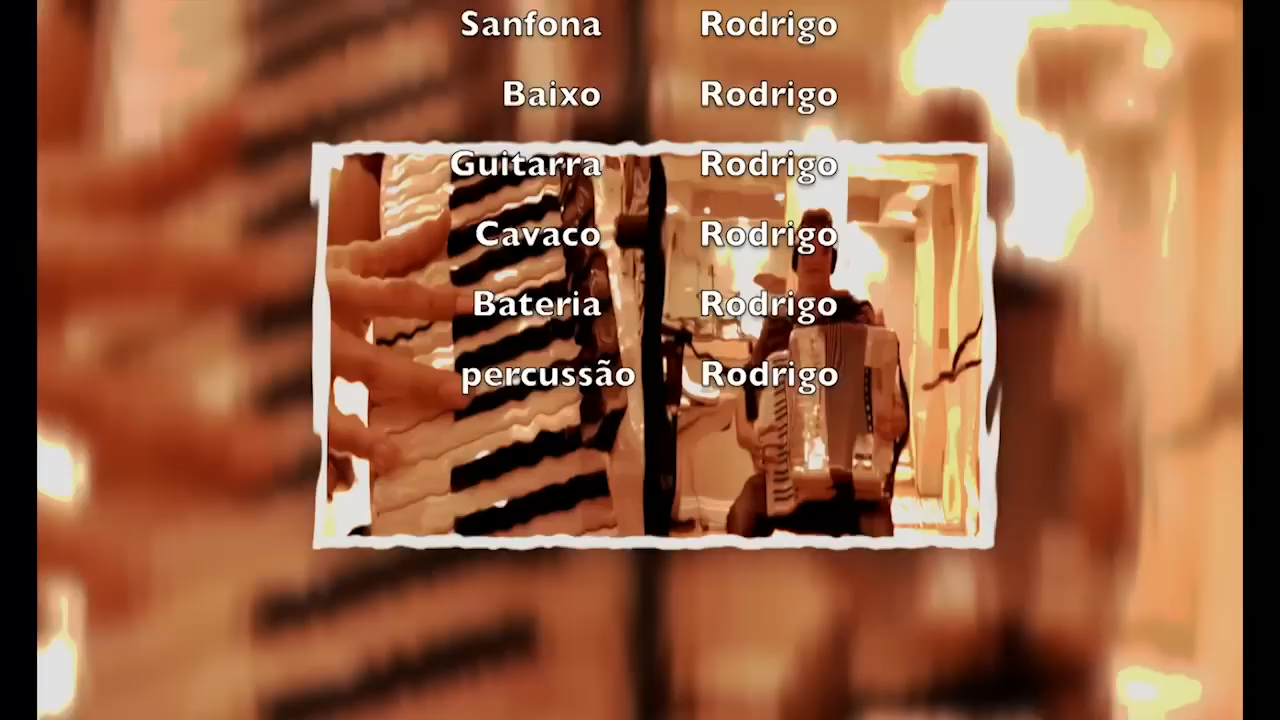 Sanfona Rodrigo
Baixo Rodrigo
Guitarra Rodrigo
Cavaco Rodrigo
Bateria Rodrigo
percussão Rodrigo